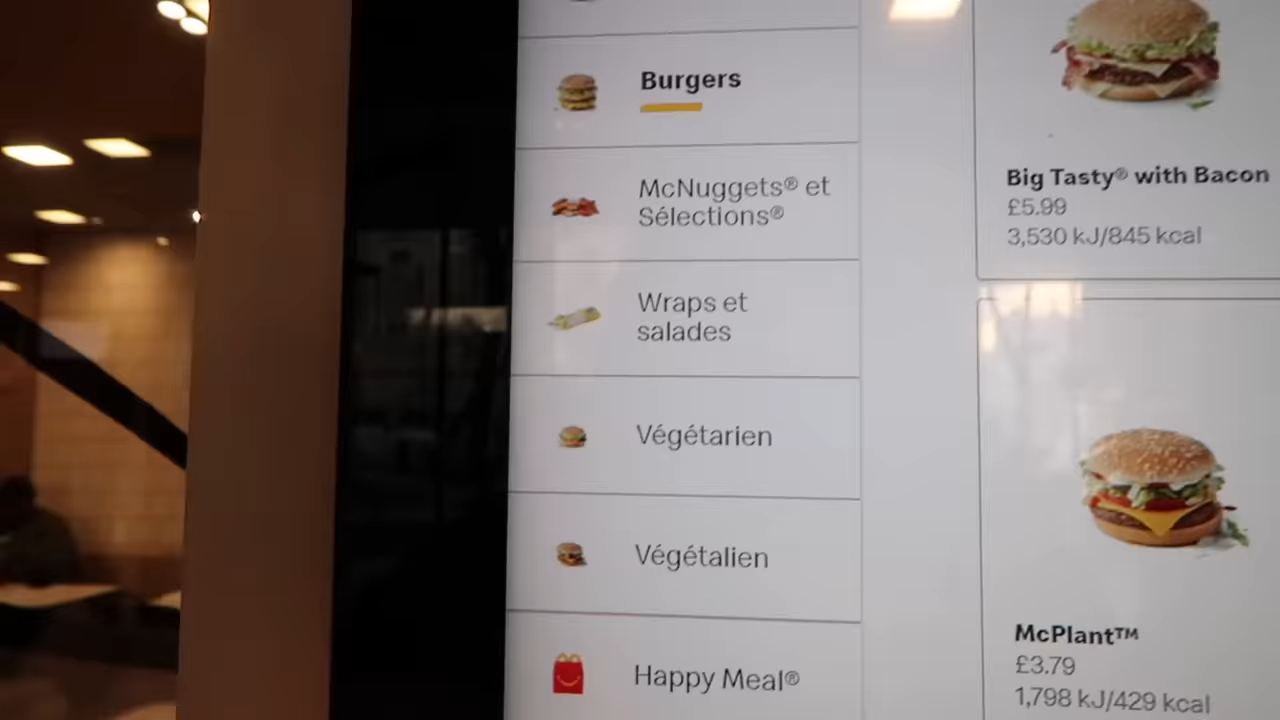 Burgers
McNuggets® et
Sélections®
Wraps et
salades
Végétarien
Végétalien
Happy Meal®
Big Tasty® with Bacon
£5.99
3,530 kJ/845 kcal
McPlant™
£3.79
1,798 kJ/429 kcal